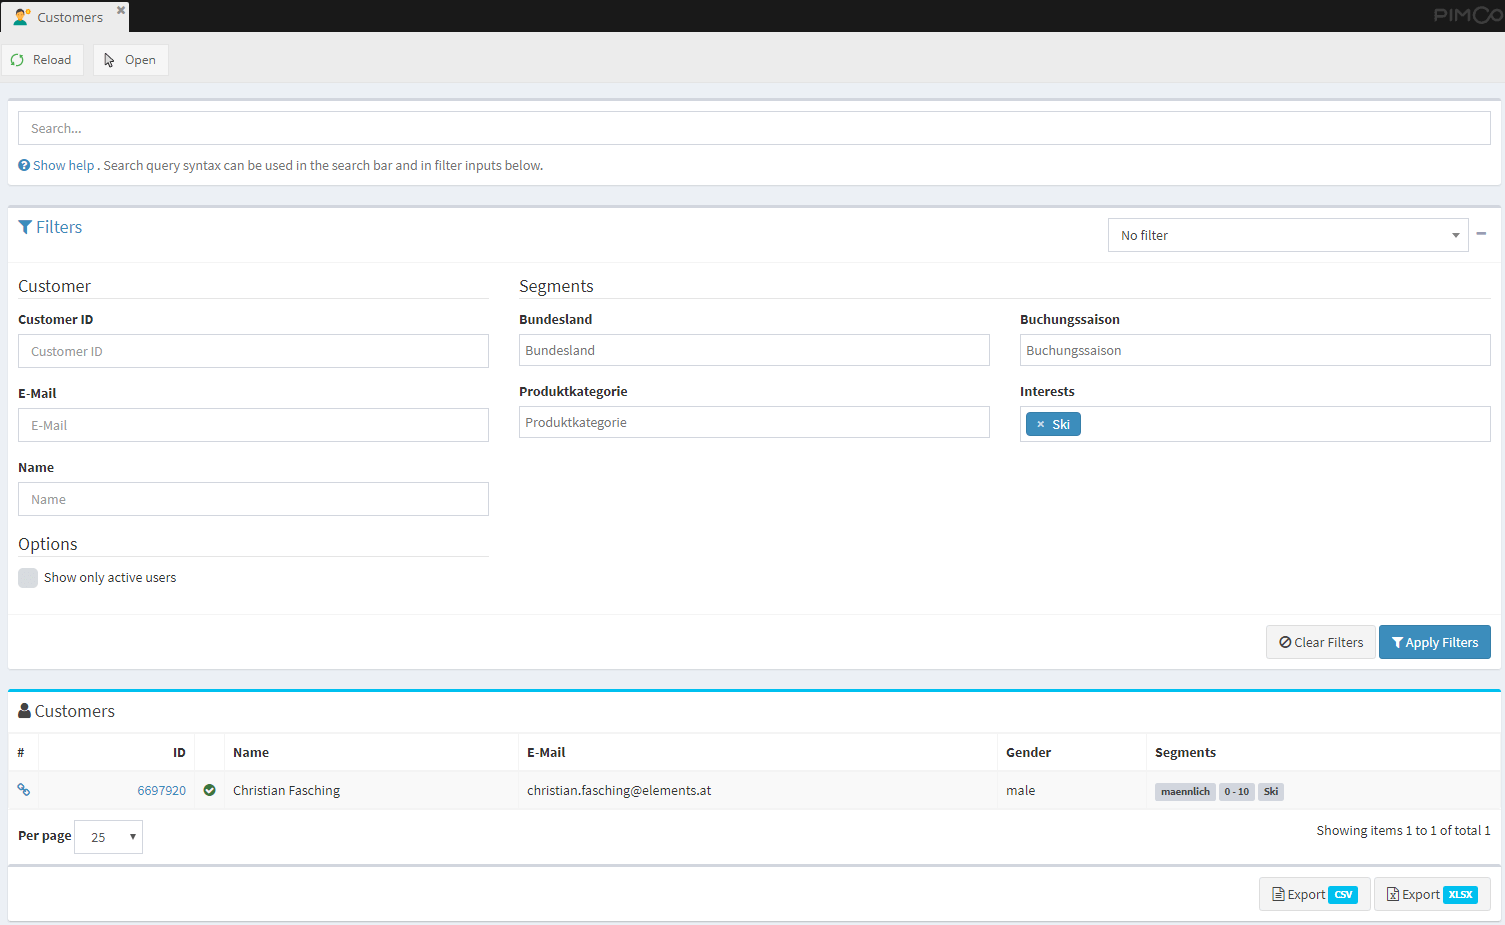 Customers
PIMCO
Reload
Open
Search...
Show help . Search query syntax can be used in the search bar and in filter inputs below.
Filters
No filter
Customer
Segments
Customer ID
Bundesland
Buchungssaison
Customer ID
Bundesland
Buchungssaison
E-Mail
Produktkategorie
Interests
E-Mail
Produktkategorie
× Ski
Name
Name
Options
Show only active users
Clear Filters
Apply Filters
Customers
# ID Name E-Mail Gender Segments
6697920 Christian Fasching christian.fasching@elements.at male maennlich 0 - 10 Ski
Per page 25
Showing items 1 to 1 of total 1
Export CSV
Export XLSX